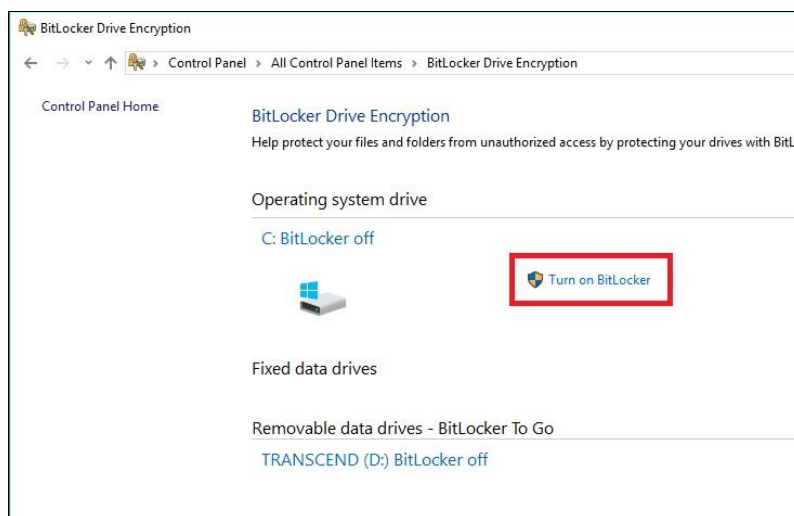 BitLocker Drive Encryption
Control Panel > All Control Panel Items > BitLocker Drive Encryption
Control Panel Home
BitLocker Drive Encryption
Help protect your files and folders from unauthorized access by protecting your drives with BitL
Operating system drive
C: BitLocker off
Turn on BitLocker
Fixed data drives
Removable data drives - BitLocker To Go
TRANSCEND (D:) BitLocker off